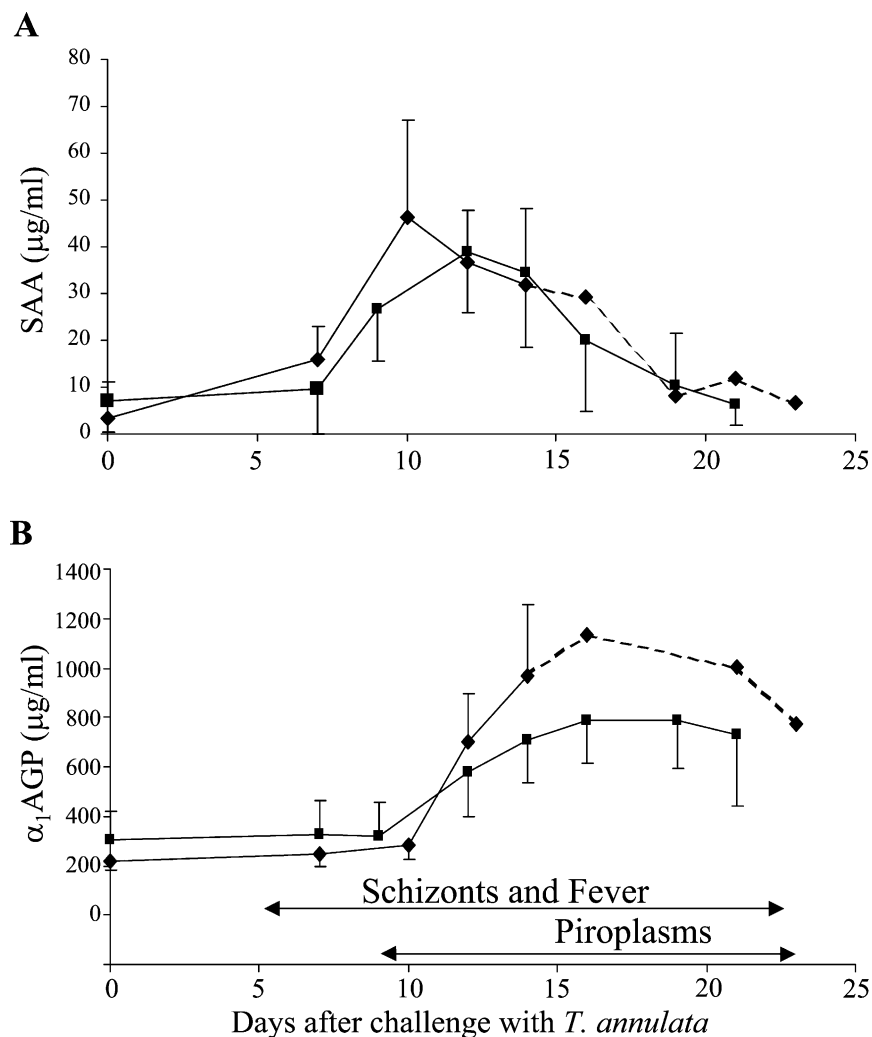 A
80
70
60
50
40
30
20
10
0
SAA (μg/ml)
0 5 10 15 20 25
B
1400
1200
1000
800
600
400
200
0
α₁AGP (μg/ml)
Schizonts and Fever
Piroplasms
0 5 10 15 20 25
Days after challenge with T. annulata